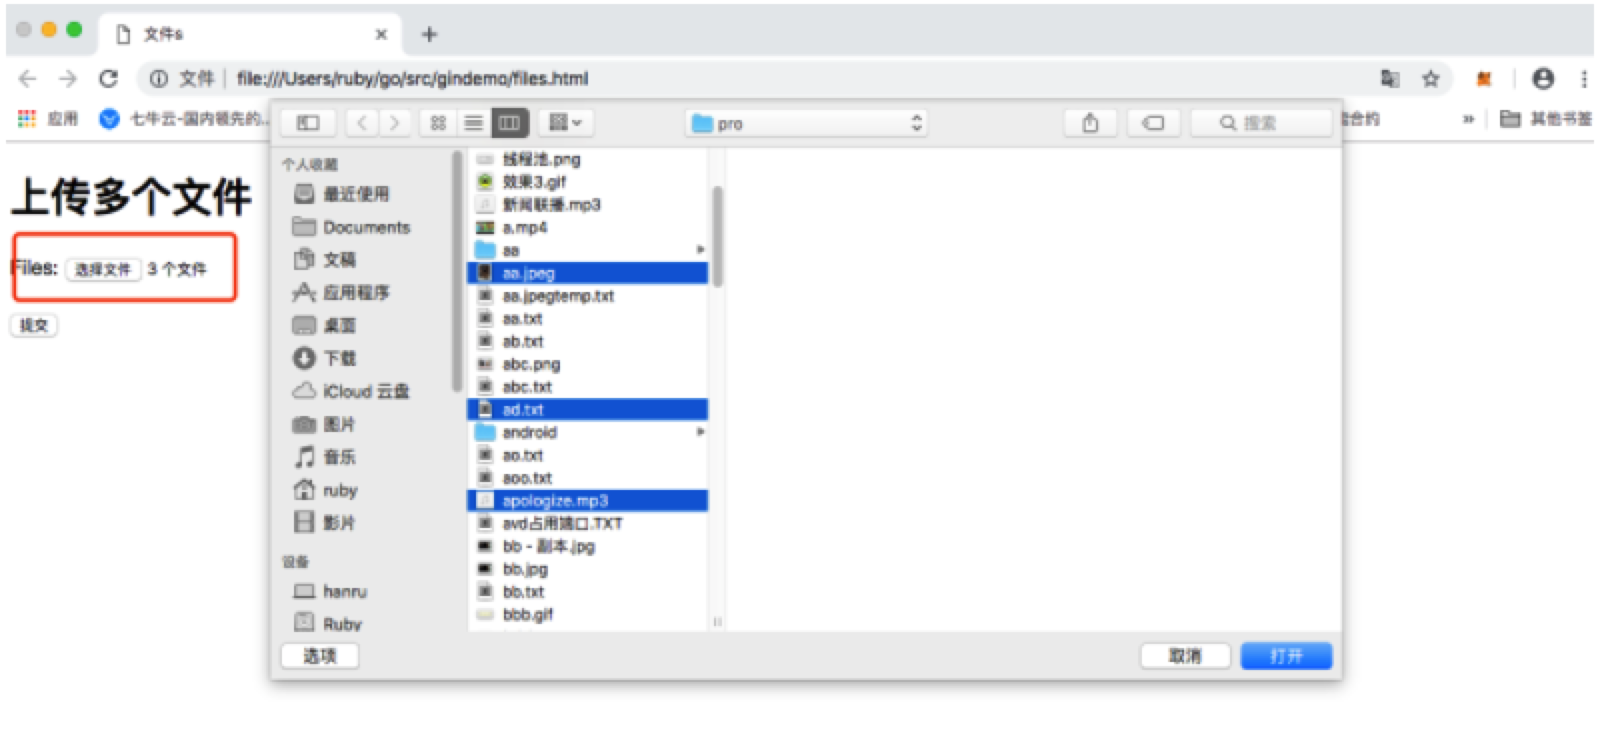 文件s
文件 file:///Users/ruby/go/src/gindemo/files.html
应用 七牛云-国内领先的... 合约 其他书签
pro 搜索
上传多个文件
Files: 选择文件 3 个文件
提交
个人收藏
最近使用
Documents
文稿
应用程序
桌面
下载
iCloud 云盘
图片
音乐
ruby
影片
设备
hanru
Ruby
线程池.png
效果3.gif
新闻联播.mp3
a.mp4
aa
aa.jpeg
aa.jpegtemp.txt
aa.txt
ab.txt
abc.png
abc.txt
ad.txt
android
ao.txt
aoo.txt
apologize.mp3
avd占用端口.TXT
bb - 副本.jpg
bb.jpg
bb.txt
bbb.gif
选项 取消 打开